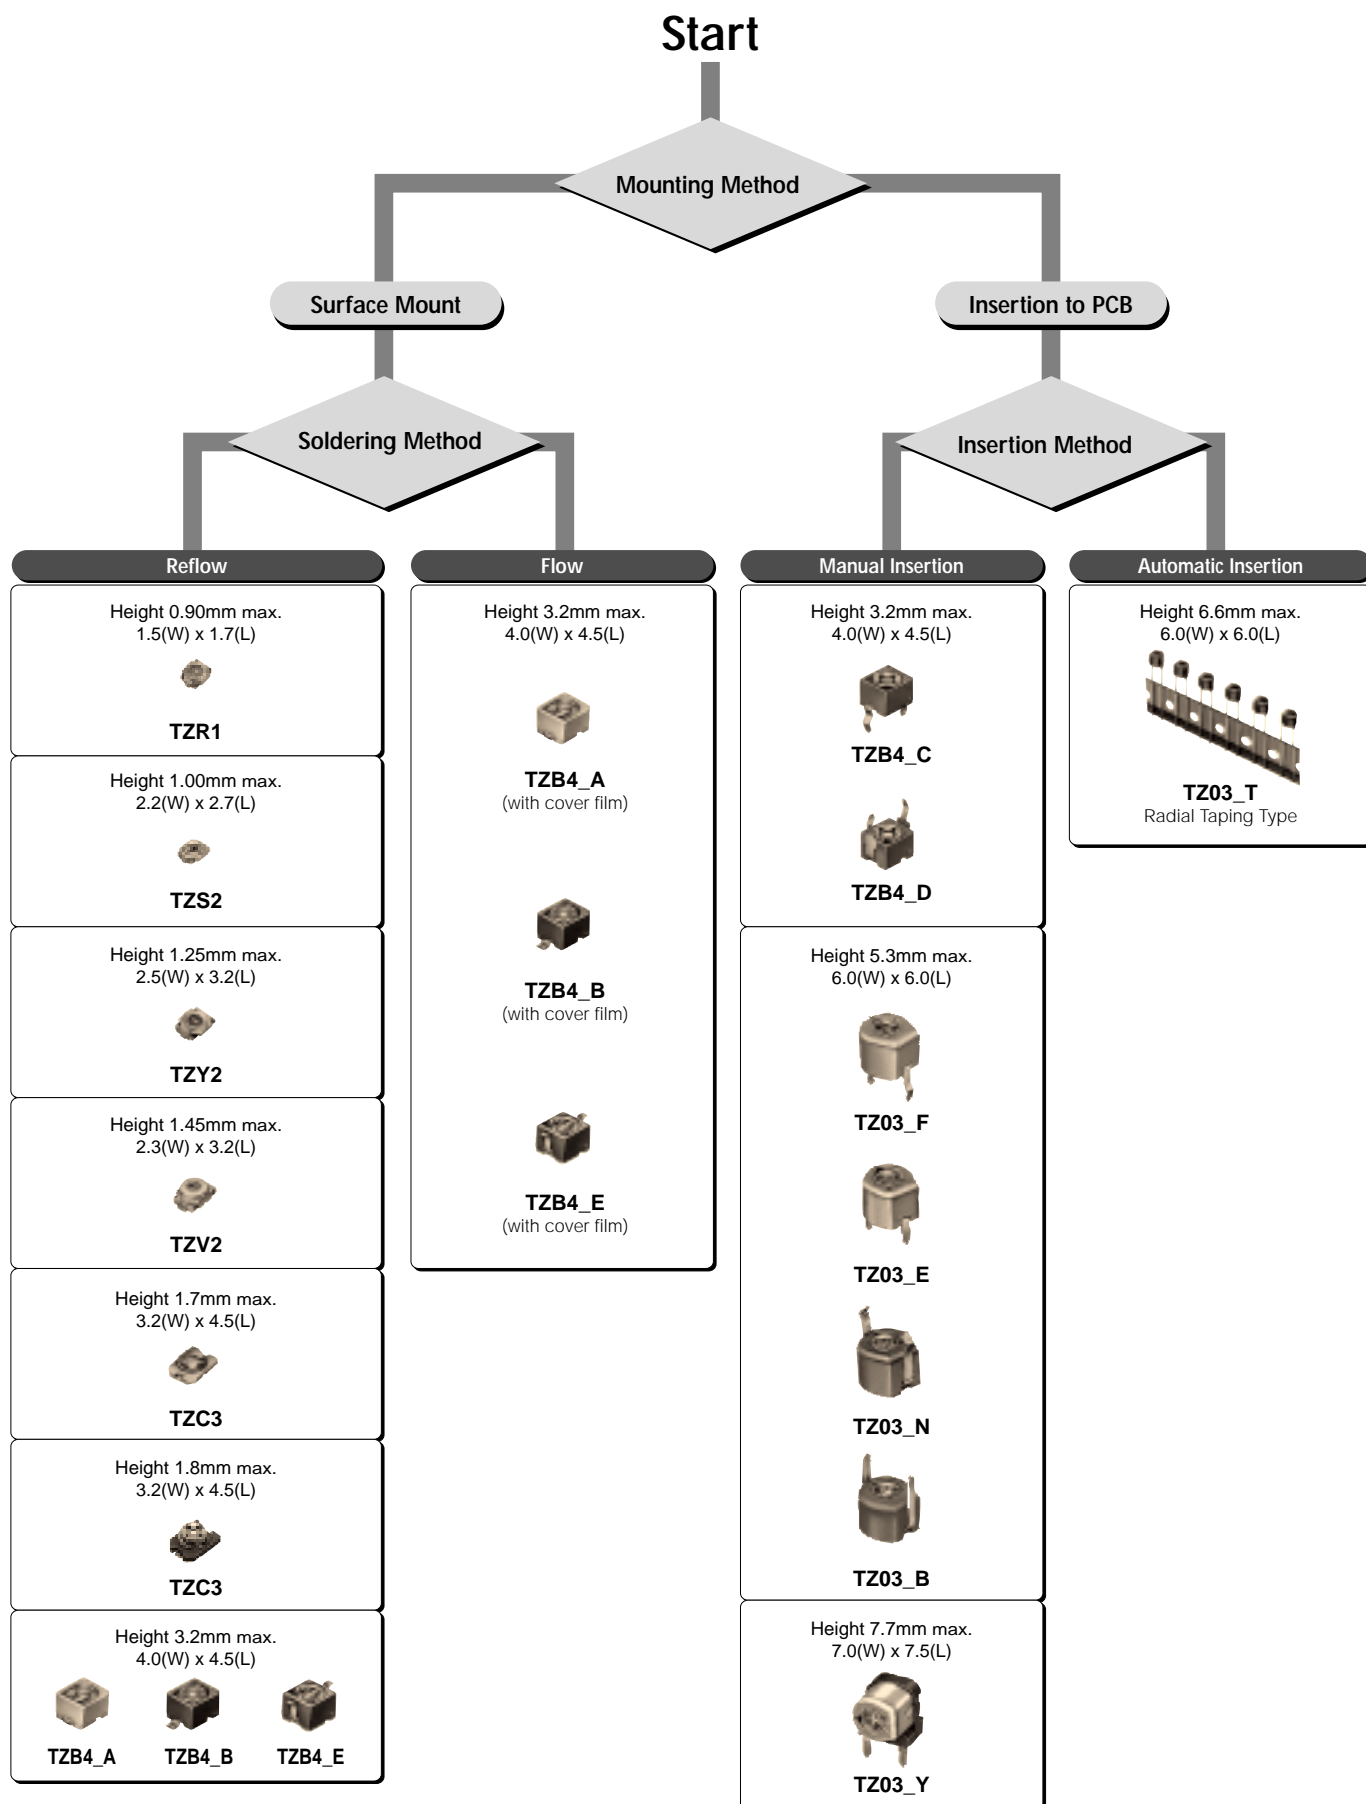 Start
Mounting Method
Surface Mount
Insertion to PCB
Soldering Method
Insertion Method
Reflow
Height 0.90mm max.
1.5(W) x 1.7(L)
TZR1
Height 1.00mm max.
2.2(W) x 2.7(L)
TZS2
Height 1.25mm max.
2.5(W) x 3.2(L)
TZY2
Height 1.45mm max.
2.3(W) x 3.2(L)
TZV2
Height 1.7mm max.
3.2(W) x 4.5(L)
TZC3
Height 1.8mm max.
3.2(W) x 4.5(L)
TZC3
Height 3.2mm max.
4.0(W) x 4.5(L)
TZB4_A
TZB4_B
TZB4_E
Flow
Height 3.2mm max.
4.0(W) x 4.5(L)
TZB4_A
(with cover film)
TZB4_B
(with cover film)
TZB4_E
(with cover film)
Manual Insertion
Height 3.2mm max.
4.0(W) x 4.5(L)
TZB4_C
TZB4_D
Height 5.3mm max.
6.0(W) x 6.0(L)
TZ03_F
TZ03_E
TZ03_N
TZ03_B
Height 7.7mm max.
7.0(W) x 7.5(L)
TZ03_Y
Automatic Insertion
Height 6.6mm max.
6.0(W) x 6.0(L)
TZ03_T
Radial Taping Type